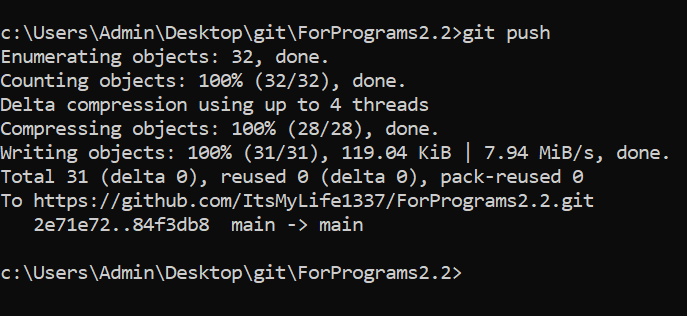 c:\Users\Admin\Desktop\git\ForPrograms2.2>git push
Enumerating objects: 32, done.
Counting objects: 100% (32/32), done.
Delta compression using up to 4 threads
Compressing objects: 100% (28/28), done.
Writing objects: 100% (31/31), 119.04 KiB | 7.94 MiB/s, done.
Total 31 (delta 0), reused 0 (delta 0), pack-reused 0
To https://github.com/ItsMyLife1337/ForPrograms2.2.git
   2e71e72..84f3db8  main -> main
c:\Users\Admin\Desktop\git\ForPrograms2.2>